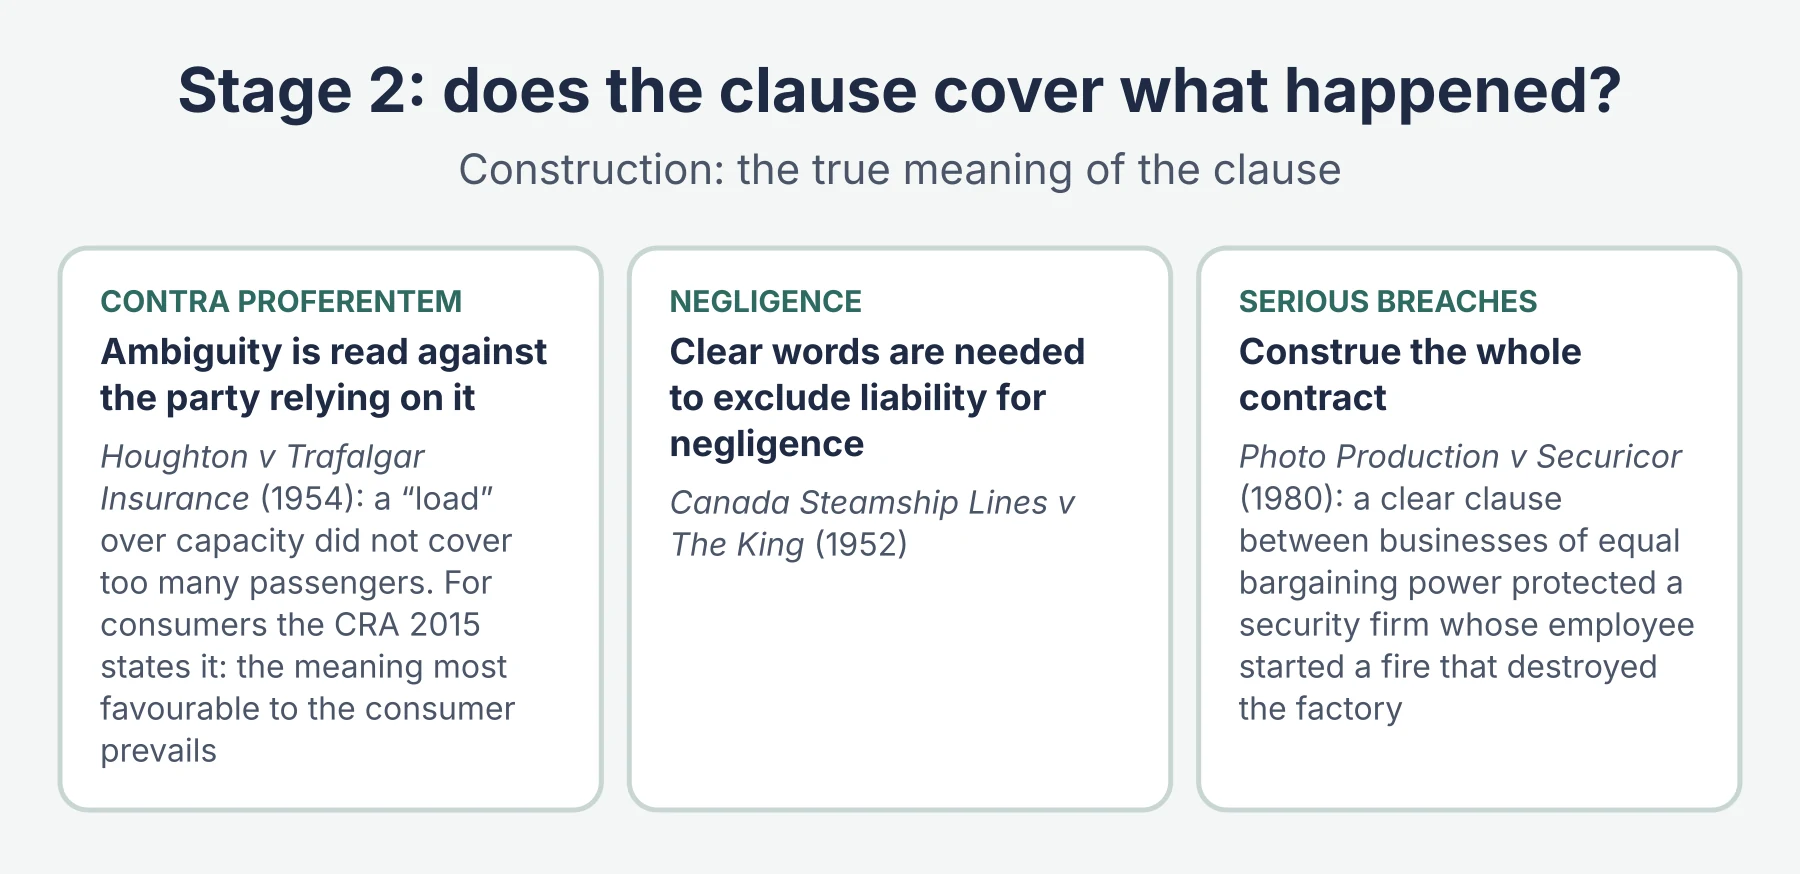 Stage 2: does the clause cover what happened?
Construction: the true meaning of the clause
CONTRA PROFERENTEM
Ambiguity is read against
the party relying on it
Houghton v Trafalgar
Insurance (1954): a “load”
over capacity did not cover
too many passengers. For
consumers the CRA 2015
states it: the meaning most
favourable to the consumer
prevails
NEGLIGENCE
Clear words are needed
to exclude liability for
negligence
Canada Steamship Lines v
The King (1952)
SERIOUS BREACHES
Construe the whole
contract
Photo Production v Securicor
(1980): a clear clause
between businesses of equal
bargaining power protected a
security firm whose employee
started a fire that destroyed
the factory